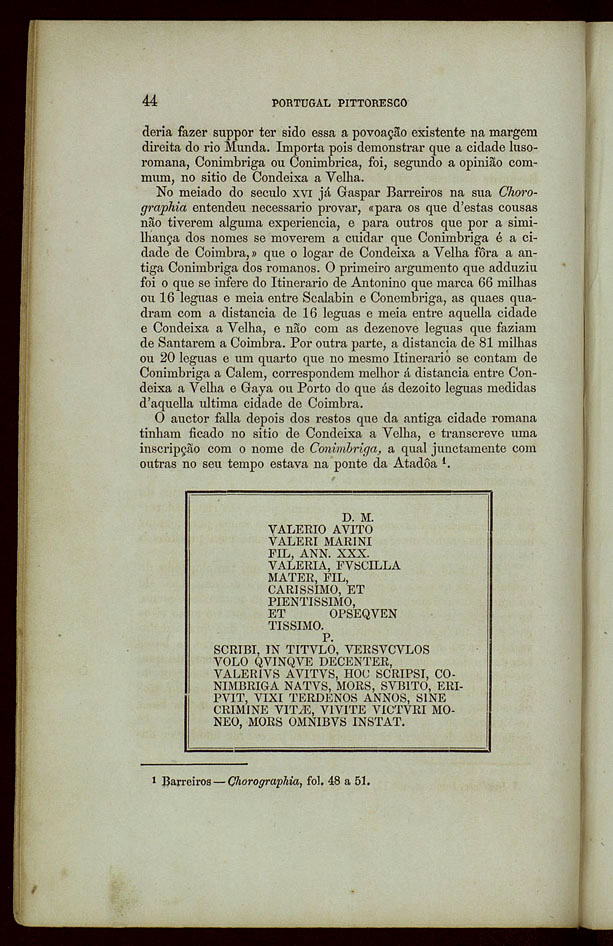 44 PORTUGAL PITTORESCO
deria fazer suppor ter sido essa a povoação existente na margem
direita do rio Munda. Importa pois demonstrar que a cidade luso-
romana, Conimbriga ou Conimbrica, foi, segundo a opinião com-
mum, no sitio de Condeixa a Velha.
No meiado do seculo XVI já Gaspar Barreiros na sua Choro-
graphia entendeu necessario provar, «para os que d'estas cousas
não tiverem alguma experiencia, e para outros que por a simi-
lhança dos nomes se moverem a cuidar que Conimbriga é a ci-
dade de Coimbra,» que o logar de Condeixa a Velha fôra a an-
tiga Conimbriga dos romanos. O primeiro argumento que adduziu
foi o que se infere do Itinerario de Antonino que marca 66 milhas
ou 16 leguas e meia entre Scalabin e Conembriga, as quaes qua-
dram com a distancia de 16 leguas e meia entre aquella cidade
e Condeixa a Velha, e não com as dezenove leguas que faziam
de Santarem a Coimbra. Por outra parte, a distancia de 81 milhas
ou 20 leguas e um quarto que no mesmo Itinerario se contam de
Conimbriga a Calem, correspondem melhor á distancia entre Con-
deixa a Velha e Gaya ou Porto do que ás dezoito leguas medidas
d'aquella ultima cidade de Coimbra.
O auctor falla depois dos restos que da antiga cidade romana
tinham ficado no sitio de Condeixa a Velha, e transcreve uma
inscripção com o nome de Conimbriga, a qual junctamente com
outras no seu tempo estava na ponte da Atadôa ¹.
D. M.
VALERIO AVITO
VALERI MARINI
FIL, ANN. XXX.
VALERIA, FVSCILLA
MATER, FIL,
CARISSIMO, ET
PIENTISSIMO,
ET OPSEQVEN
TISSIMO.
P.
SCRIBI, IN TITVLO, VERSVCVLOS
VOLO QVINQVE DECENTER,
VALERIVS AVITVS, HOC SCRIPSI, CO-
NIMBRIGA NATVS, MORS, SVBITO, ERI-
PVIT, VIXI TERDENOS ANNOS, SINE
CRIMINE VITÆ, VIVITE VICTVRI MO-
NEO, MORS OMNIBVS INSTAT.
¹ Barreiros — Chorographia, fol. 48 a 51.